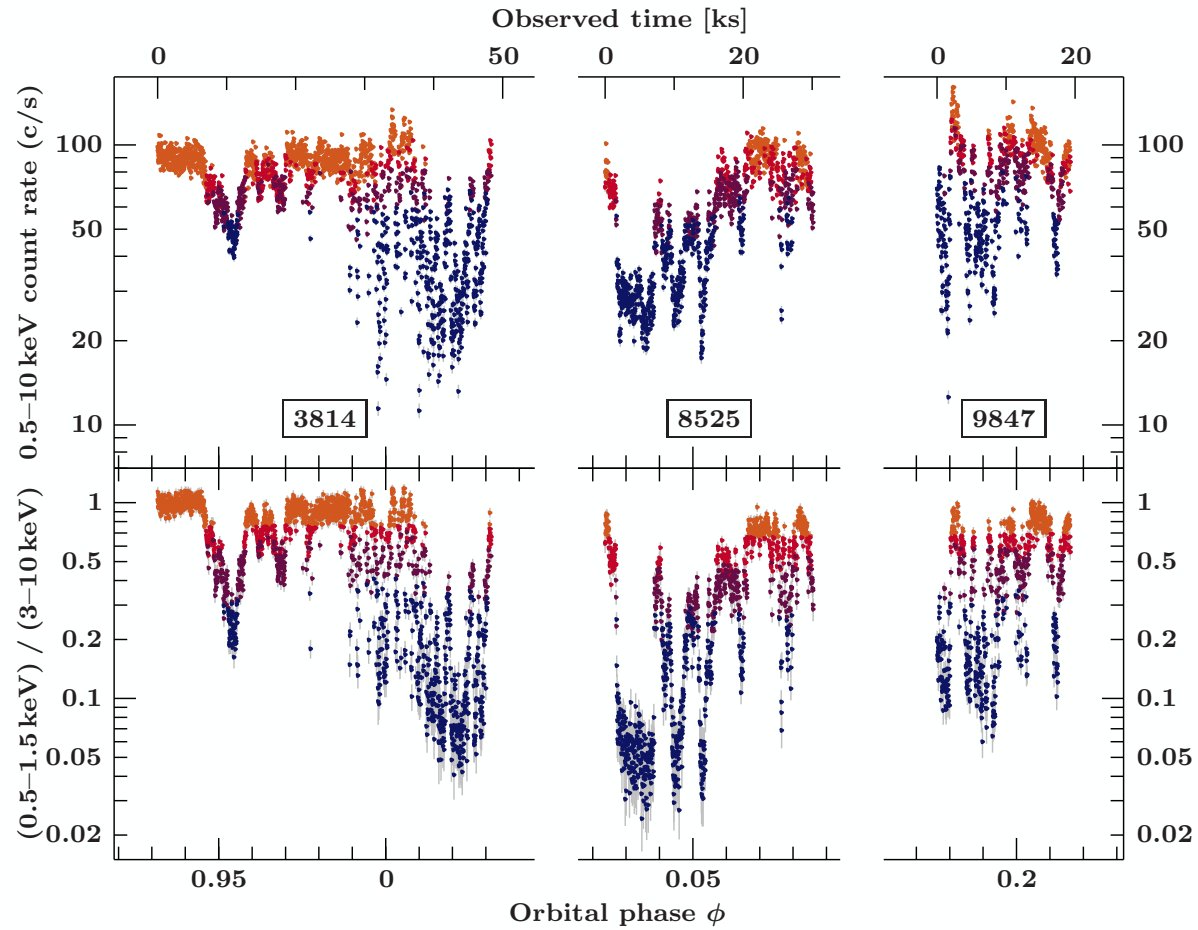 Observed time [ks]
0 50 0 20 0 20
0.5–10 keV count rate (c/s)
100 100
50 50
20 20
10 10
3814 8525 9847
(0.5–1.5 keV) / (3–10 keV)
1 1
0.5 0.5
0.2 0.2
0.1 0.1
0.05 0.05
0.02 0.02
0.95 0 0.05 0.2
Orbital phase ϕ